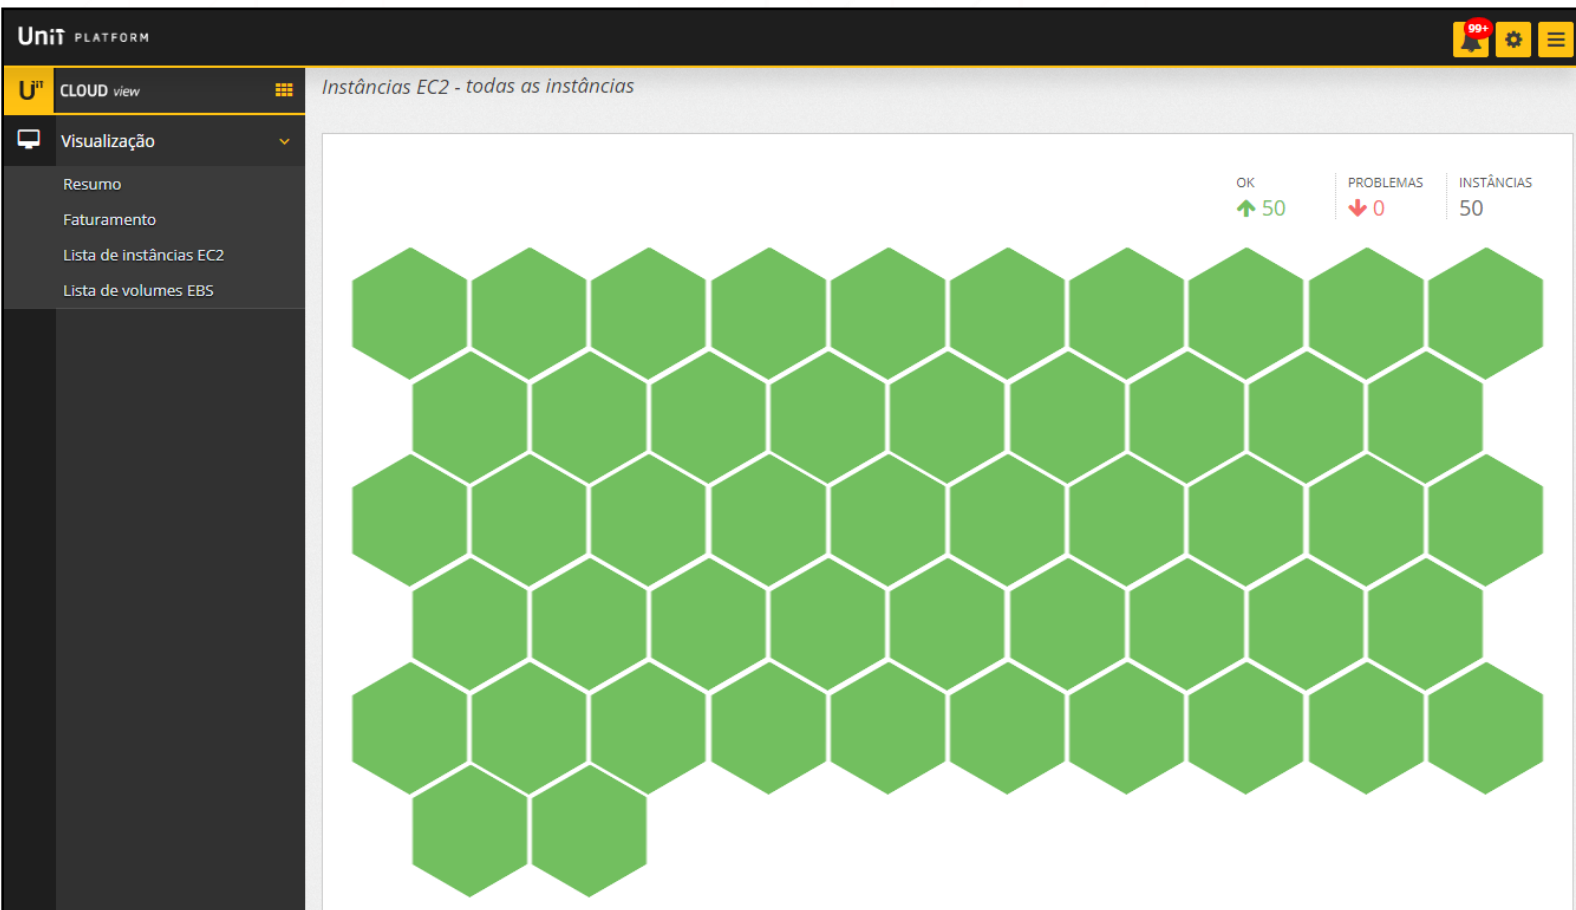 UniT PLATFORM
99+
UiT CLOUD view
Instâncias EC2 - todas as instâncias
Visualização
Resumo
Faturamento
Lista de instâncias EC2
Lista de volumes EBS
OK PROBLEMAS INSTÂNCIAS
50 0 50